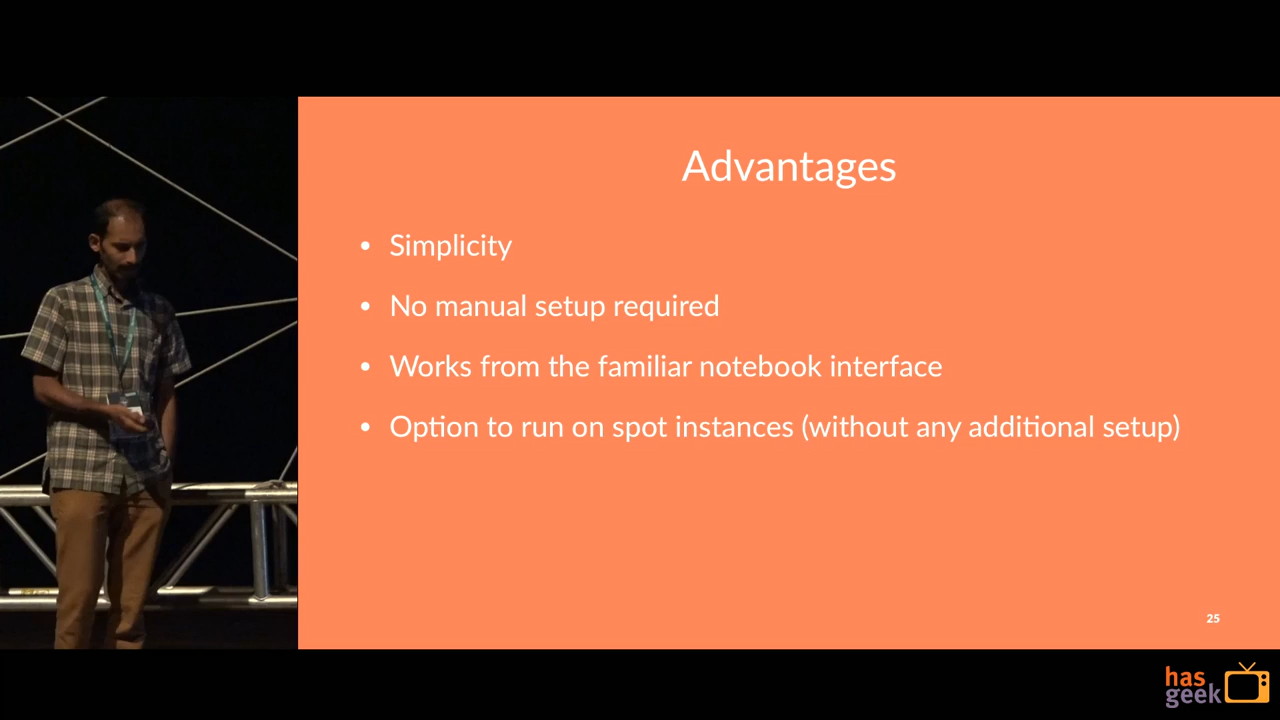 Advantages
• Simplicity
• No manual setup required
• Works from the familiar notebook interface
• Option to run on spot instances (without any additional setup)
25
has
geek